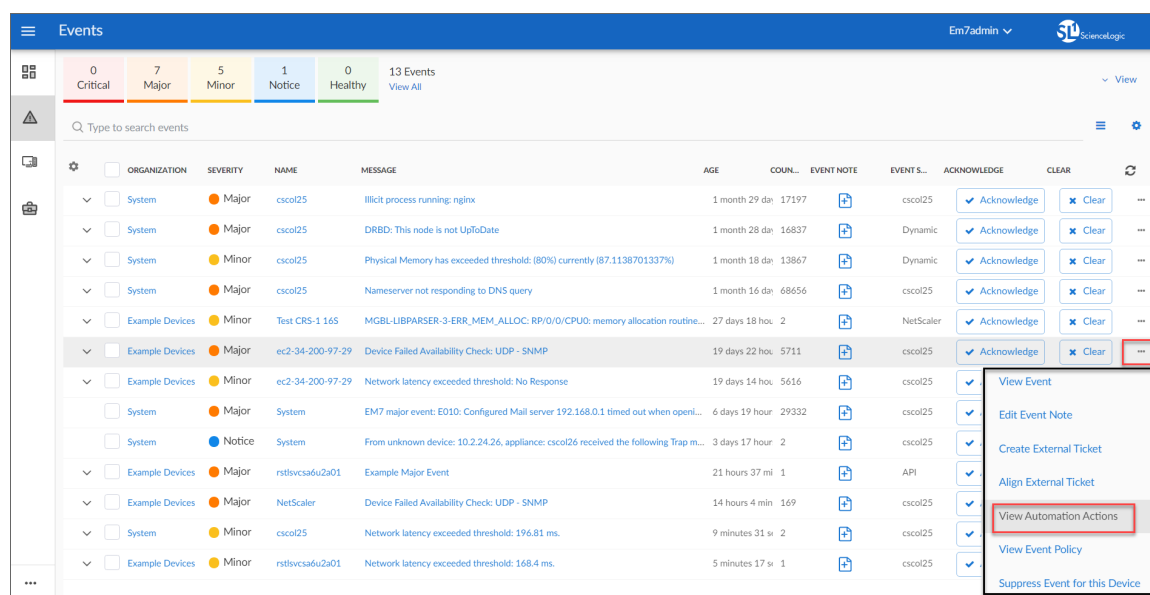 Events Em7admin SL1 ScienceLogic
0 7 5 1 0 13 Events
Critical Major Minor Notice Healthy View All View
Type to search events
ORGANIZATION SEVERITY NAME MESSAGE AGE COUN... EVENT NOTE EVENT S... ACKNOWLEDGE CLEAR
System Major cscol25 Illicit process running: nginx 1 month 29 day 17197 cscol25 Acknowledge Clear ...
System Major cscol25 DRBD: This node is not UpToDate 1 month 28 day 16837 Dynamic Acknowledge Clear ...
System Minor cscol25 Physical Memory has exceeded threshold: (80%) currently (87.1138701337%) 1 month 18 day 13867 Dynamic Acknowledge Clear ...
System Major cscol25 Nameserver not responding to DNS query 1 month 16 day 68656 cscol25 Acknowledge Clear ...
Example Devices Minor Test CRS-1 16S MGBL-LIBPARSER-3-ERR_MEM_ALLOC: RP/0/0/CPU0: memory allocation routine... 27 days 18 hou 2 NetScaler Acknowledge Clear ...
Example Devices Major ec2-34-200-97-29 Device Failed Availability Check: UDP - SNMP 19 days 22 hou 5711 cscol25 Acknowledge Clear ...
Example Devices Minor ec2-34-200-97-29 Network latency exceeded threshold: No Response 19 days 14 hou 5616 cscol25
System Major System EM7 major event: E010: Configured Mail server 192.168.0.1 timed out when openi... 6 days 19 hour 29332 cscol25
System Notice System From unknown device: 10.2.24.26, appliance: cscol26 received the following Trap m... 3 days 17 hour 2 cscol25
Example Devices Major rstlsvcsa6u2a01 Example Major Event 21 hours 37 mi 1 API
Example Devices Major NetScaler Device Failed Availability Check: UDP - SNMP 14 hours 4 min 169 cscol25
System Minor cscol25 Network latency exceeded threshold: 196.81 ms. 9 minutes 31 se 2 cscol25
Example Devices Minor rstlsvcsa6u2a01 Network latency exceeded threshold: 168.4 ms. 5 minutes 17 se 1 cscol25
View Event
Edit Event Note
Create External Ticket
Align External Ticket
View Automation Actions
View Event Policy
Suppress Event for this Device